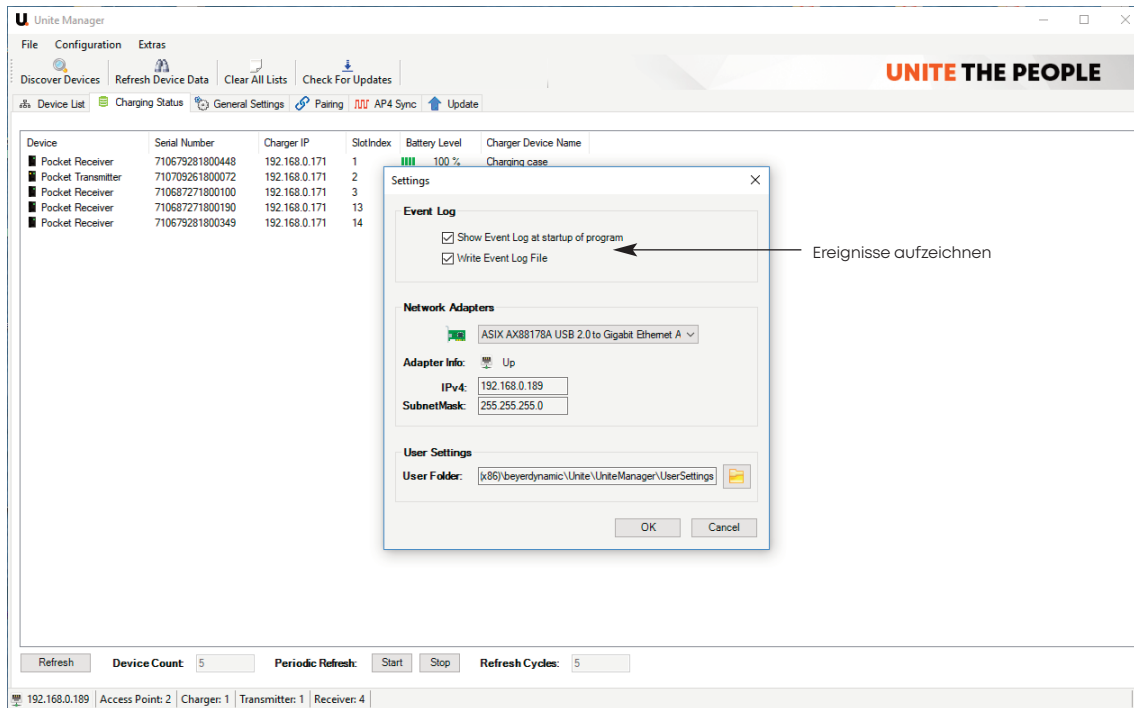 U. Unite Manager
File Configuration Extras
Discover Devices Refresh Device Data Clear All Lists Check For Updates
UNITE THE PEOPLE
Device List Charging Status General Settings Pairing AP4 Sync Update
Device Serial Number Charger IP SlotIndex Battery Level Charger Device Name
Pocket Receiver 710679281800448 192.168.0.171 1 100 % Charging case
Pocket Transmitter 710709261800072 192.168.0.171 2
Pocket Receiver 710687271800100 192.168.0.171 3
Pocket Receiver 710687271800190 192.168.0.171 13
Pocket Receiver 710679281800349 192.168.0.171 14
Settings
Event Log
Show Event Log at startup of program
Write Event Log File
Ereignisse aufzeichnen
Network Adapters
ASIX AX88178A USB 2.0 to Gigabit Ethernet A
Adapter Info: Up
IPv4: 192.168.0.189
SubnetMask: 255.255.255.0
User Settings
User Folder: (x86)\beyerdynamic\Unite\UniteManager\UserSettings
OK Cancel
Refresh Device Count: 5 Periodic Refresh: Start Stop Refresh Cycles: 5
192.168.0.189 Access Point: 2 Charger: 1 Transmitter: 1 Receiver: 4